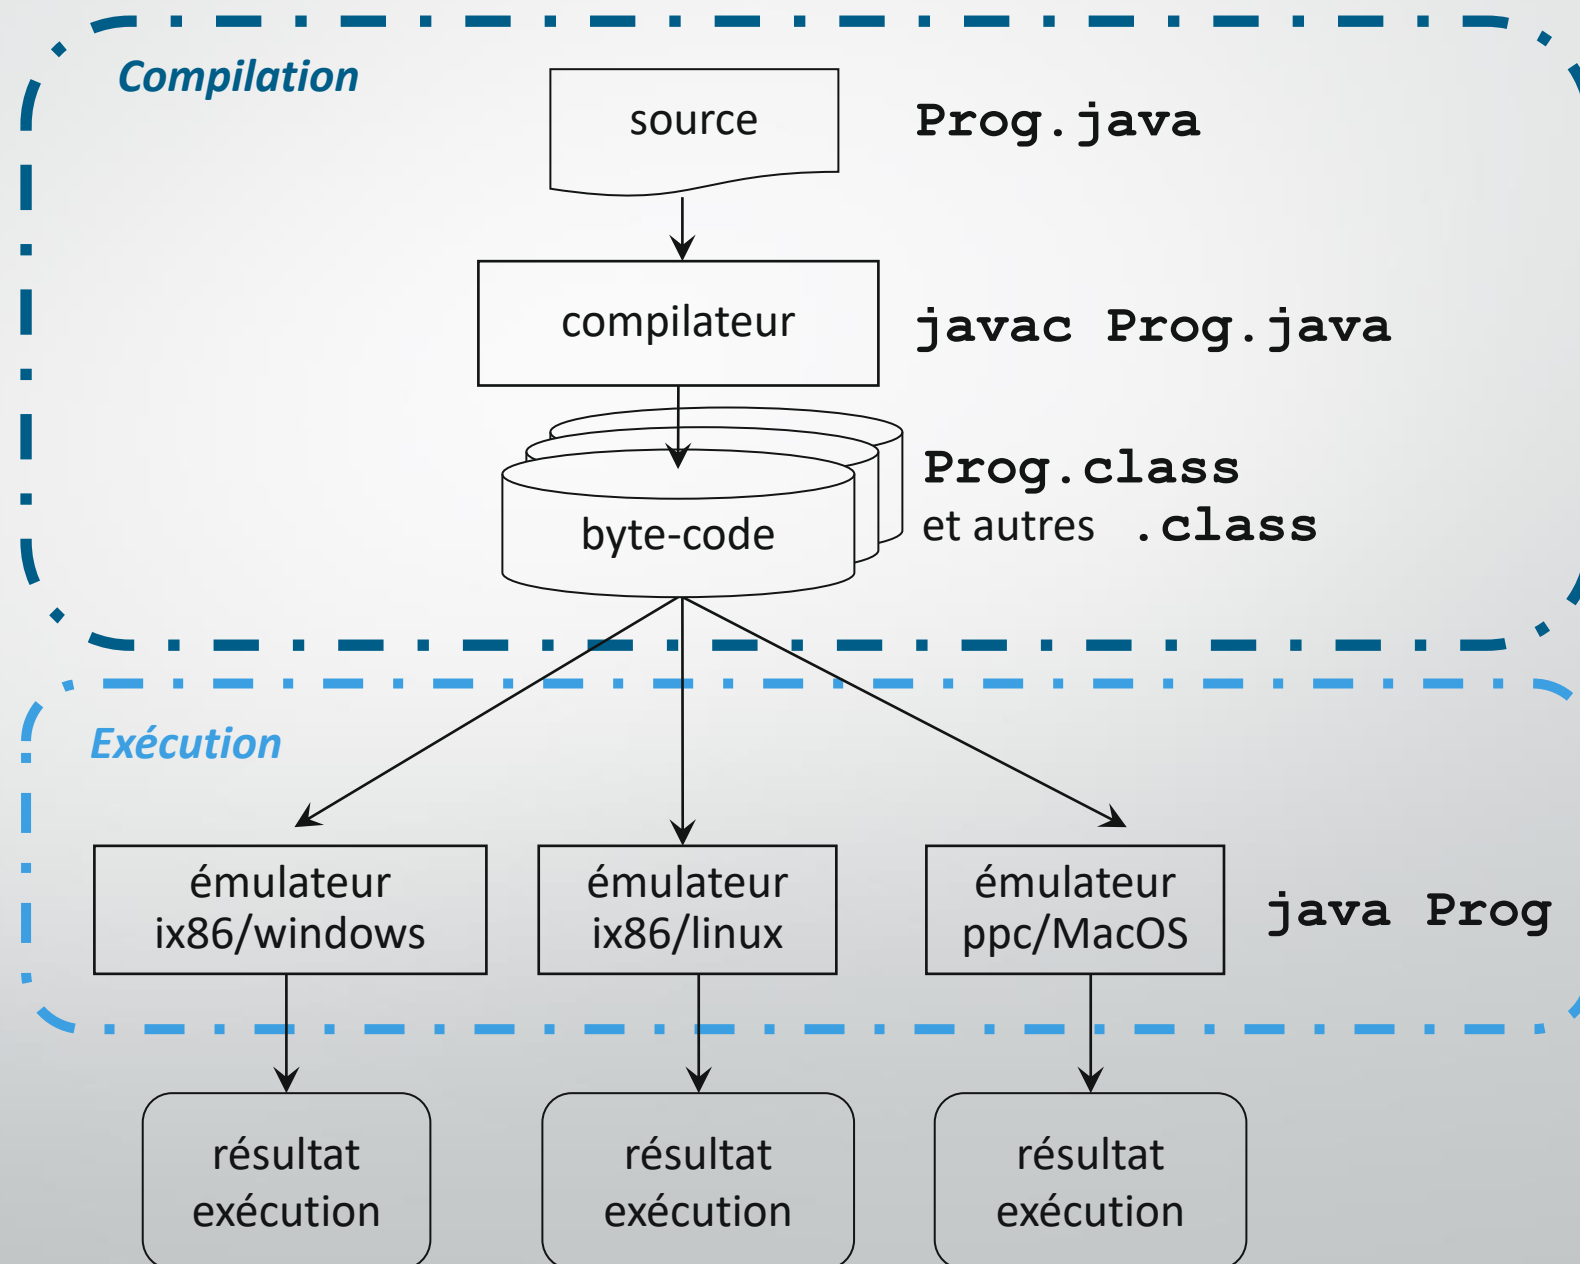 Compilation
source
Prog.java
compilateur
javac Prog.java
Prog.class
et autres .class
byte-code
Exécution
émulateur
ix86/windows
émulateur
ix86/linux
émulateur
ppc/MacOS
java Prog
résultat
exécution
résultat
exécution
résultat
exécution